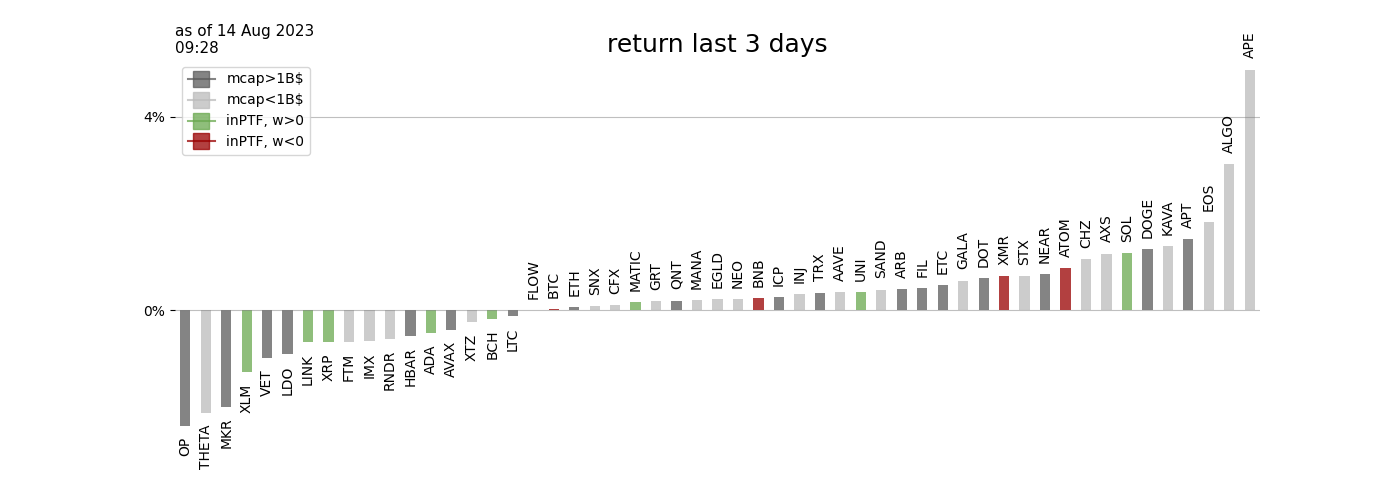 as of 14 Aug 2023
09:28
return last 3 days
mcap>1B$
mcap<1B$
inPTF, w>0
inPTF, w<0
4%
0%
OP
THETA
MKR
XLM
VET
LDO
LINK
XRP
FTM
IMX
RNDR
HBAR
ADA
AVAX
XTZ
BCH
LTC
FLOW
BTC
ETH
SNX
CFX
MATIC
GRT
QNT
MANA
EGLD
NEO
BNB
ICP
INJ
TRX
AAVE
UNI
SAND
ARB
FIL
ETC
GALA
DOT
XMR
STX
NEAR
ATOM
CHZ
AXS
SOL
DOGE
KAVA
APT
EOS
ALGO
APE